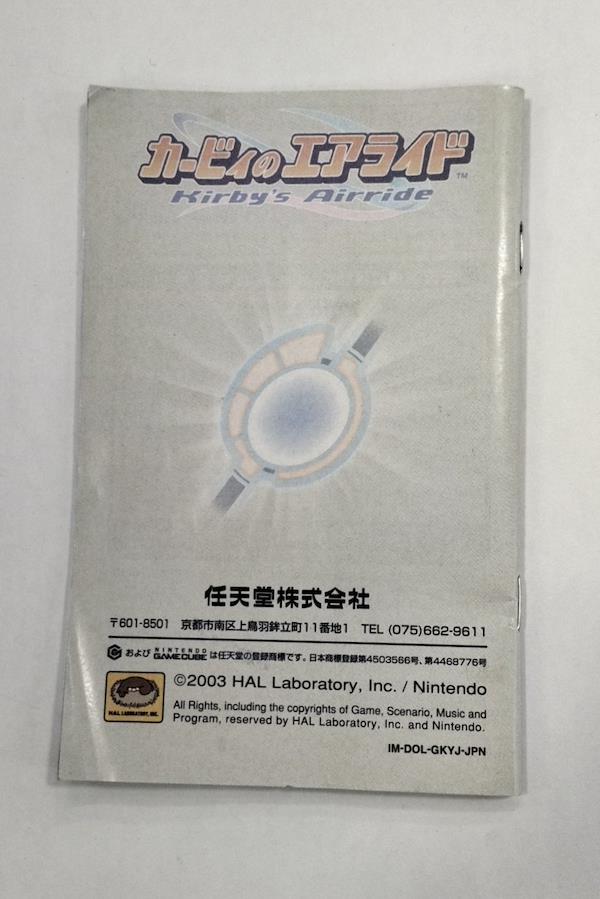 カービィのエアライド™
Kirby's Airride
任天堂株式会社
〒601-8501 京都市南区上鳥羽鉾立町11番地1 TEL (075)662-9611
および NINTENDO GAMECUBE は任天堂の登録商標です。日本商標登録第4503566号、第4468776号
HAL LABORATORY, INC.
©2003 HAL Laboratory, Inc. / Nintendo
All Rights, including the copyrights of Game, Scenario, Music and
Program, reserved by HAL Laboratory, Inc. and Nintendo.
IM-DOL-GKYJ-JPN